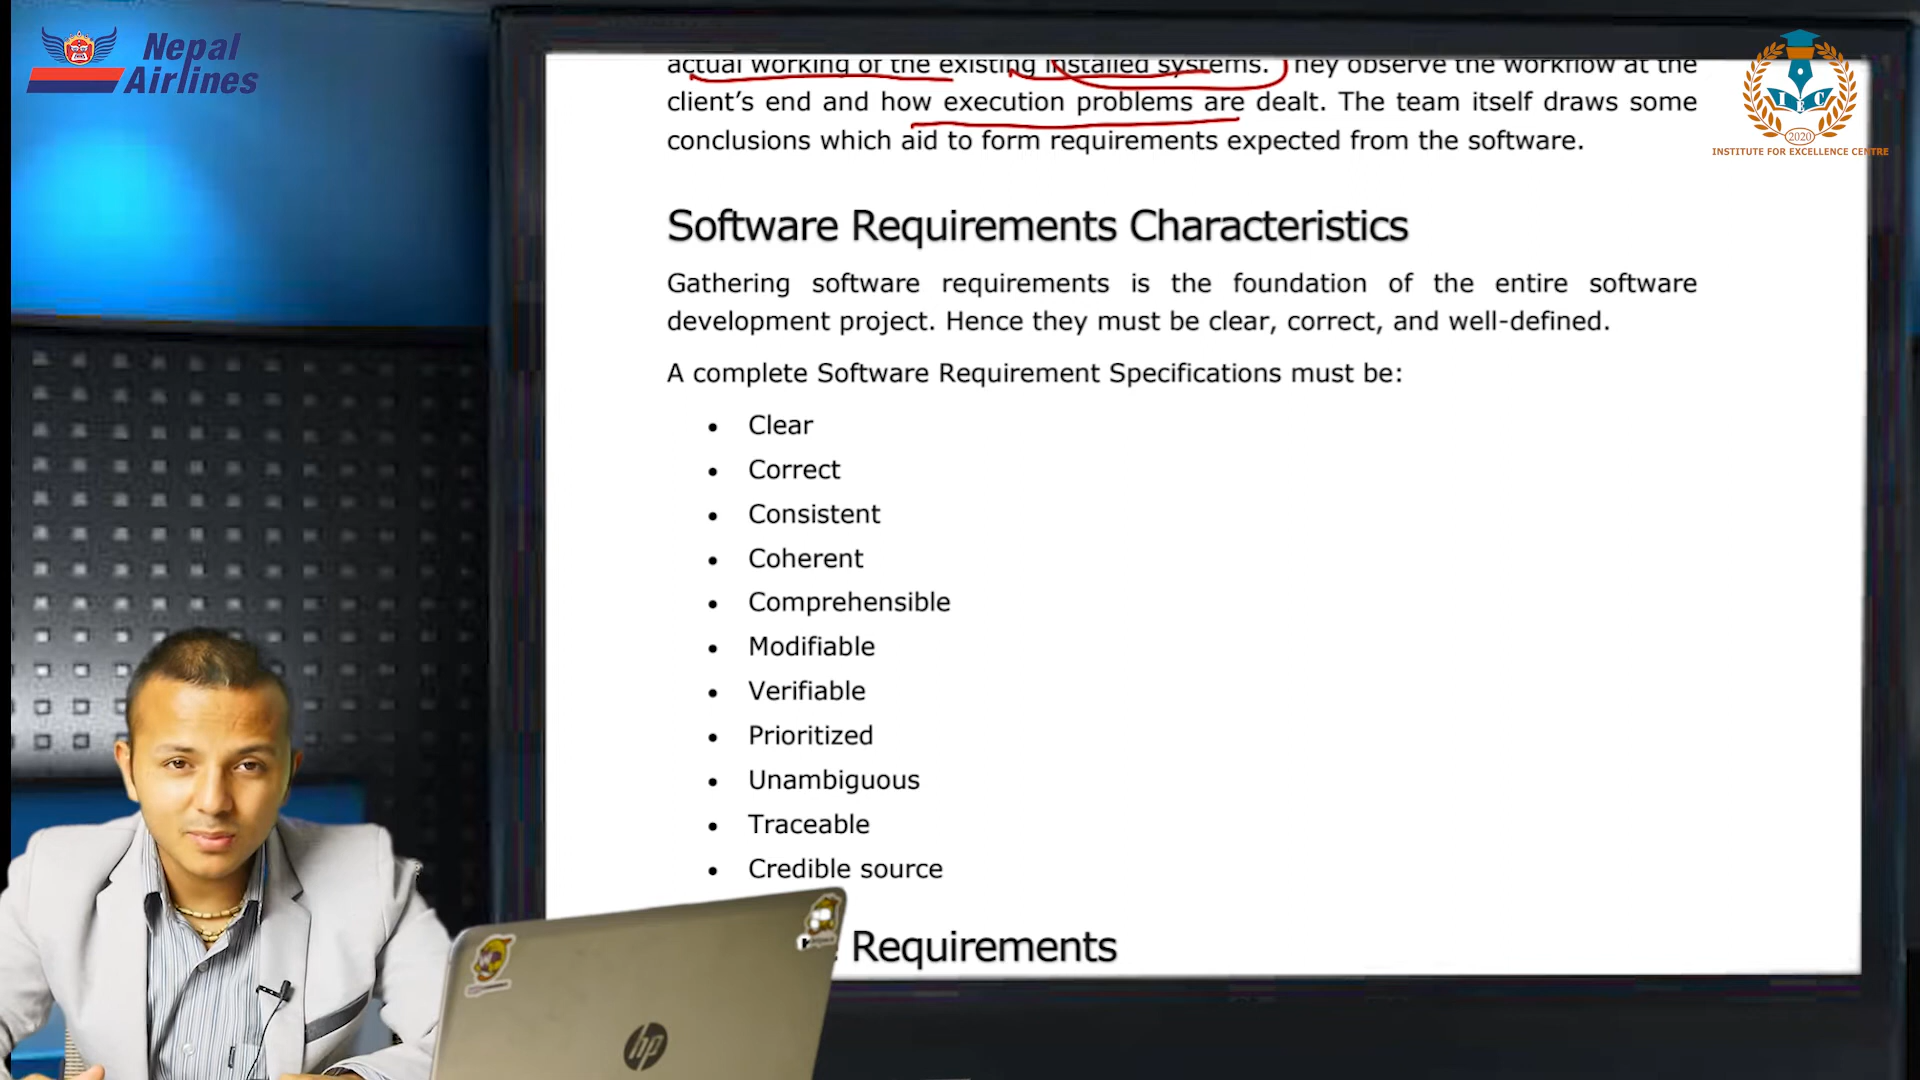 Nepal
Airlines
actual working of the existing installed systems. They observe the workflow at the
client's end and how execution problems are dealt. The team itself draws some
conclusions which aid to form requirements expected from the software.
IEC
2020
INSTITUTE FOR EXCELLENCE CENTRE
Software Requirements Characteristics
Gathering software requirements is the foundation of the entire software
development project. Hence they must be clear, correct, and well-defined.
A complete Software Requirement Specifications must be:
• Clear
• Correct
• Consistent
• Coherent
• Comprehensible
• Modifiable
• Verifiable
• Prioritized
• Unambiguous
• Traceable
• Credible source
Requirements
hp